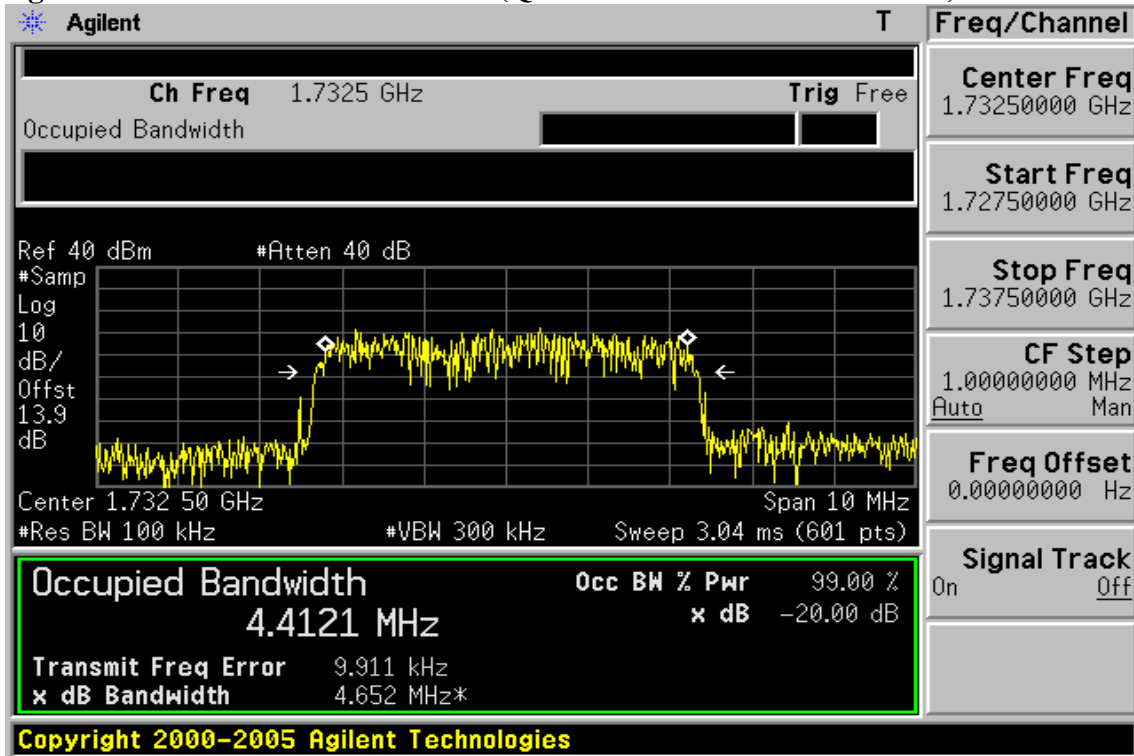 Agilent T Freq/Channel
Ch Freq 1.7325 GHz Trig Free
Occupied Bandwidth
Center Freq
1.73250000 GHz
Start Freq
1.72750000 GHz
Stop Freq
1.73750000 GHz
CF Step
1.00000000 MHz
Auto Man
Freq Offset
0.00000000 Hz
Signal Track
On Off
Ref 40 dBm #Atten 40 dB
#Samp
Log
10
dB/
Offst
13.9
dB
Center 1.732 50 GHz Span 10 MHz
#Res BW 100 kHz #VBW 300 kHz Sweep 3.04 ms (601 pts)
Occupied Bandwidth Occ BW % Pwr 99.00 %
4.4121 MHz x dB -20.00 dB
Transmit Freq Error 9.911 kHz
x dB Bandwidth 4.652 MHz*
Copyright 2000-2005 Agilent Technologies